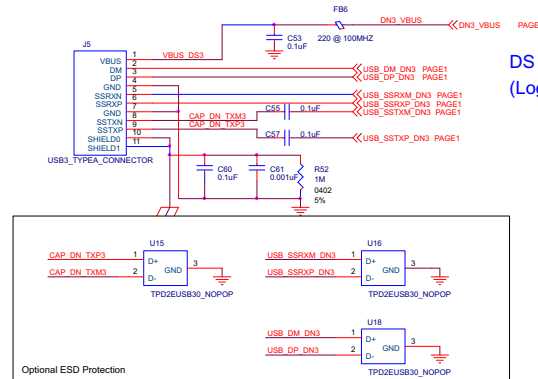 FB6
DN3_VBUS
DN3_VBUS PAGE
220 @ 100MHZ
C53
0.1uF
J5
VBUS_DS3
VBUS 1
DM 2
DP 3
GND 4
SSRXN 5
SSRXP 6
GND 7
SSTXN 8
SSTXP 9
SHIELD0 10
SHIELD1 11
USB3_TYPEA_CONNECTOR
USB_DM_DN3 PAGE1
USB_DP_DN3 PAGE1
USB_SSRXM_DN3 PAGE1
USB_SSRXP_DN3 PAGE1
CAP_DN_TXM3 C55 0.1uF USB_SSTXM_DN3 PAGE1
CAP_DN_TXP3
C57 0.1uF USB_SSTXP_DN3 PAGE1
DS
(Log
C60
0.1uF
C61
0.001uF
R52
1M
0402
5%
U15
CAP_DN_TXP3 1 D+
CAP_DN_TXM3 2 D-
GND 3
TPD2EUSB30_NOPOP
U16
USB_SSRXM_DN3 1 D+
USB_SSRXP_DN3 2 D-
GND 3
TPD2EUSB30_NOPOP
U18
USB_DM_DN3 1 D+
USB_DP_DN3 2 D-
GND 3
TPD2EUSB30_NOPOP
Optional ESD Protection